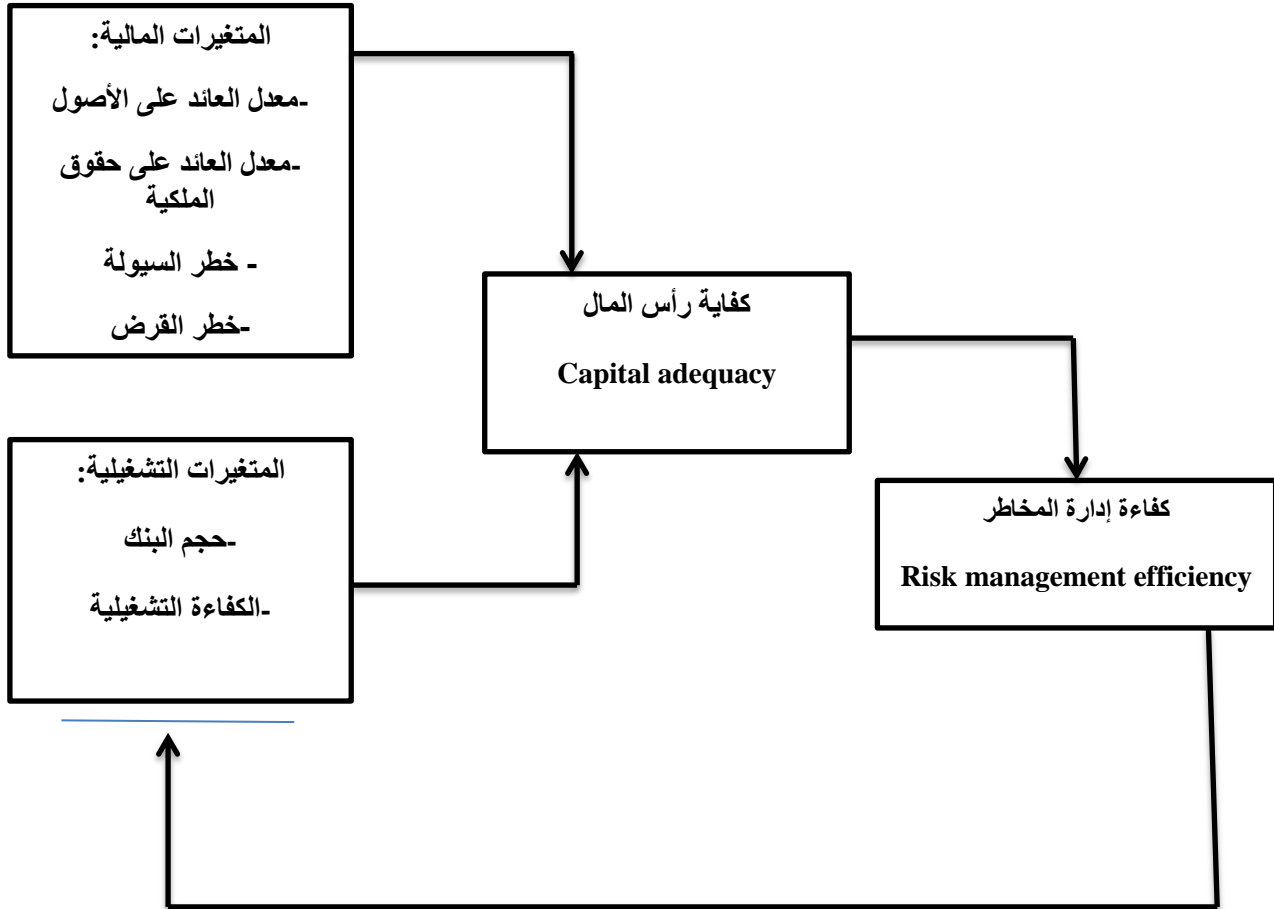 المتغيرات المالية:
-معدل العائد على الأصول
-معدل العائد على حقوق
الملكية
- خطر السيولة
-خطر القرض
كفاية رأس المال
Capital adequacy
المتغيرات التشغيلية:
-حجم البنك
-الكفاءة التشغيلية
كفاءة إدارة المخاطر
Risk management efficiency